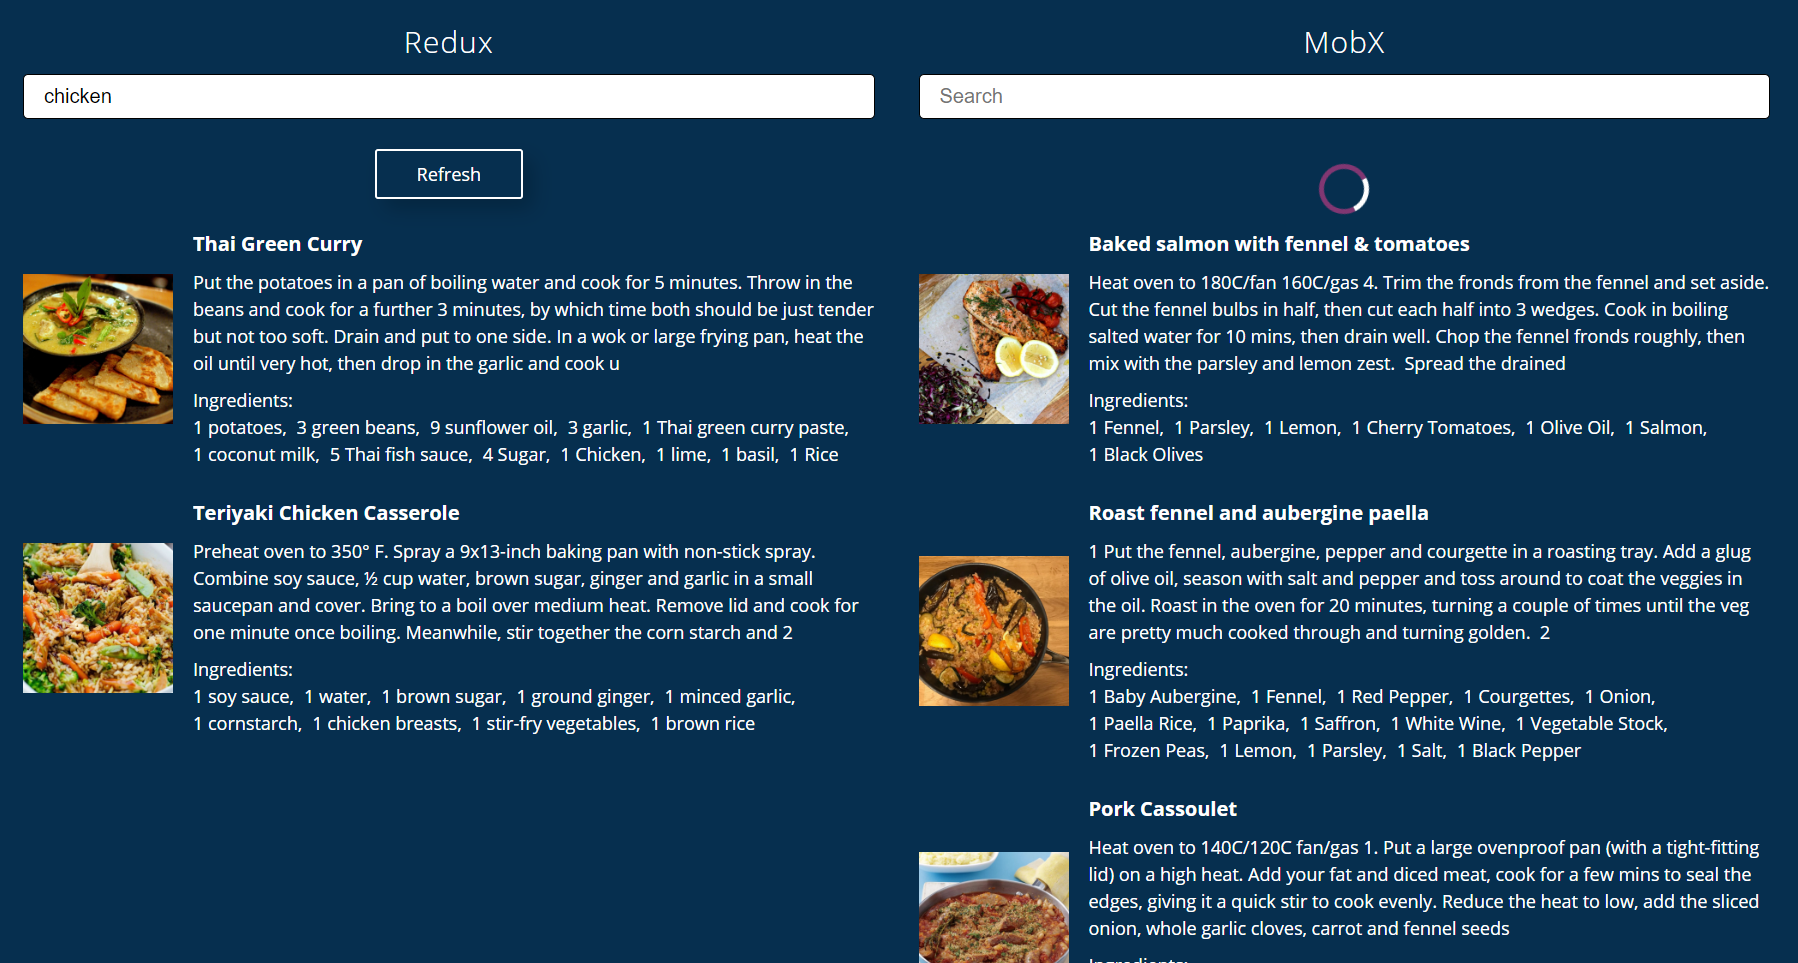 Redux
chicken
Refresh
Thai Green Curry
Put the potatoes in a pan of boiling water and cook for 5 minutes. Throw in the
beans and cook for a further 3 minutes, by which time both should be just tender
but not too soft. Drain and put to one side. In a wok or large frying pan, heat the
oil until very hot, then drop in the garlic and cook u
Ingredients:
1 potatoes, 3 green beans, 9 sunflower oil, 3 garlic, 1 Thai green curry paste,
1 coconut milk, 5 Thai fish sauce, 4 Sugar, 1 Chicken, 1 lime, 1 basil, 1 Rice
Teriyaki Chicken Casserole
Preheat oven to 350° F. Spray a 9x13-inch baking pan with non-stick spray.
Combine soy sauce, ½ cup water, brown sugar, ginger and garlic in a small
saucepan and cover. Bring to a boil over medium heat. Remove lid and cook for
one minute once boiling. Meanwhile, stir together the corn starch and 2
Ingredients:
1 soy sauce, 1 water, 1 brown sugar, 1 ground ginger, 1 minced garlic,
1 cornstarch, 1 chicken breasts, 1 stir-fry vegetables, 1 brown rice
MobX
Search
Baked salmon with fennel & tomatoes
Heat oven to 180C/fan 160C/gas 4. Trim the fronds from the fennel and set aside.
Cut the fennel bulbs in half, then cut each half into 3 wedges. Cook in boiling
salted water for 10 mins, then drain well. Chop the fennel fronds roughly, then
mix with the parsley and lemon zest. Spread the drained
Ingredients:
1 Fennel, 1 Parsley, 1 Lemon, 1 Cherry Tomatoes, 1 Olive Oil, 1 Salmon,
1 Black Olives
Roast fennel and aubergine paella
1 Put the fennel, aubergine, pepper and courgette in a roasting tray. Add a glug
of olive oil, season with salt and pepper and toss around to coat the veggies in
the oil. Roast in the oven for 20 minutes, turning a couple of times until the veg
are pretty much cooked through and turning golden. 2
Ingredients:
1 Baby Aubergine, 1 Fennel, 1 Red Pepper, 1 Courgettes, 1 Onion,
1 Paella Rice, 1 Paprika, 1 Saffron, 1 White Wine, 1 Vegetable Stock,
1 Frozen Peas, 1 Lemon, 1 Parsley, 1 Salt, 1 Black Pepper
Pork Cassoulet
Heat oven to 140C/120C fan/gas 1. Put a large ovenproof pan (with a tight-fitting
lid) on a high heat. Add your fat and diced meat, cook for a few mins to seal the
edges, giving it a quick stir to cook evenly. Reduce the heat to low, add the sliced
onion, whole garlic cloves, carrot and fennel seeds